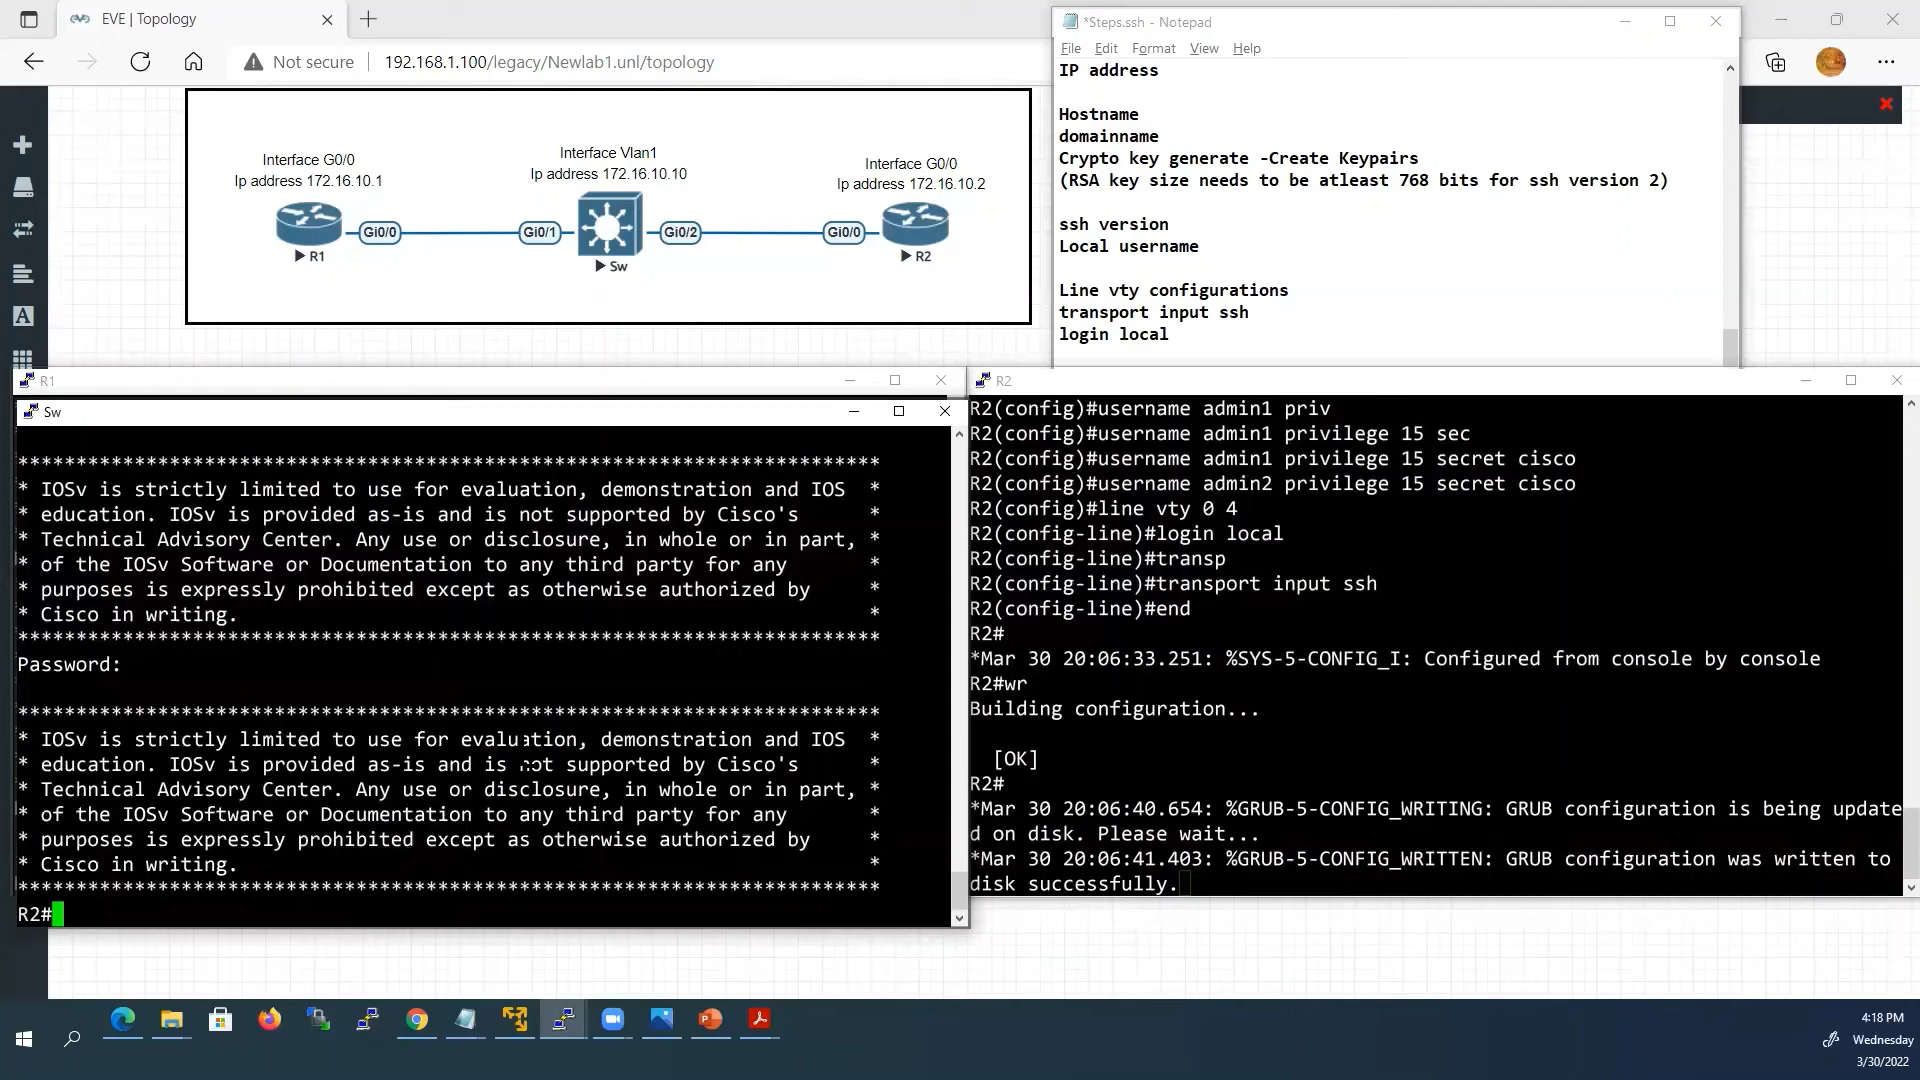 EVE | Topology
Not secure
192.168.1.100/legacy/Newlab1.unl/topology
Interface G0/0
Ip address 172.16.10.1
Interface Vlan1
Ip address 172.16.10.10
Interface G0/0
Ip address 172.16.10.2
Gi0/0
Gi0/1
Gi0/2
Gi0/0
R1
Sw
R2
*Steps.ssh - Notepad
File Edit Format View Help
IP address
Hostname
domainname
Crypto key generate -Create Keypairs
(RSA key size needs to be atleast 768 bits for ssh version 2)
ssh version
Local username
Line vty configurations
transport input ssh
login local
R1
Sw
*****************************************************************************
* IOSv is strictly limited to use for evaluation, demonstration and IOS *
* education. IOSv is provided as-is and is not supported by Cisco's *
* Technical Advisory Center. Any use or disclosure, in whole or in part, *
* of the IOSv Software or Documentation to any third party for any *
* purposes is expressly prohibited except as otherwise authorized by *
* Cisco in writing. *
*****************************************************************************
Password:
*****************************************************************************
* IOSv is strictly limited to use for evaluation, demonstration and IOS *
* education. IOSv is provided as-is and is not supported by Cisco's *
* Technical Advisory Center. Any use or disclosure, in whole or in part, *
* of the IOSv Software or Documentation to any third party for any *
* purposes is expressly prohibited except as otherwise authorized by *
* Cisco in writing. *
*****************************************************************************
R2#
R2
R2(config)#username admin1 priv
R2(config)#username admin1 privilege 15 sec
R2(config)#username admin1 privilege 15 secret cisco
R2(config)#username admin2 privilege 15 secret cisco
R2(config)#line vty 0 4
R2(config-line)#login local
R2(config-line)#transp
R2(config-line)#transport input ssh
R2(config-line)#end
R2#
*Mar 30 20:06:33.251: %SYS-5-CONFIG_I: Configured from console by console
R2#wr
Building configuration...
[OK]
R2#
*Mar 30 20:06:40.654: %GRUB-5-CONFIG_WRITING: GRUB configuration is being update
d on disk. Please wait...
*Mar 30 20:06:41.403: %GRUB-5-CONFIG_WRITTEN: GRUB configuration was written to
disk successfully.
4:18 PM
Wednesday
3/30/2022